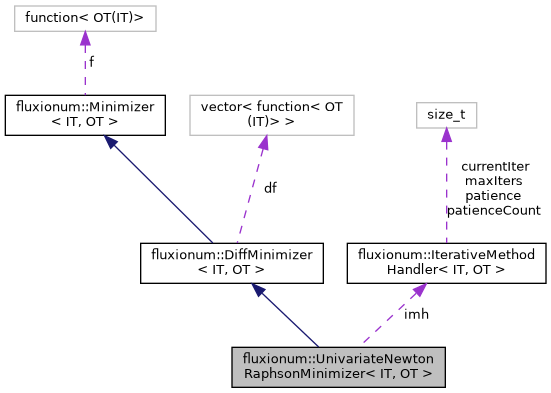 function< OT(IT)>
f
fluxionum::Minimizer
< IT, OT >
vector< function< OT
(IT)> >
size_t
currentIter
maxIters
patience
patienceCount
df
fluxionum::DiffMinimizer
< IT, OT >
fluxionum::IterativeMethod
Handler< IT, OT >
imh
fluxionum::UnivariateNewton
RaphsonMinimizer< IT, OT >